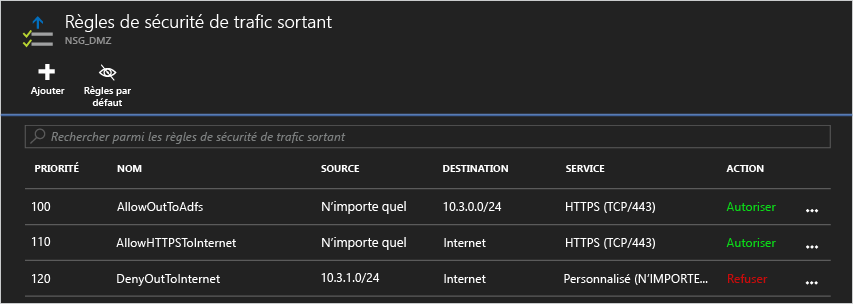 Règles de sécurité de trafic sortant
NSG_DMZ
Ajouter
Règles par
défaut
Rechercher parmi les règles de sécurité de trafic sortant
PRIORITÉ NOM SOURCE DESTINATION SERVICE ACTION
100 AllowOutToAdfs N'importe quel 10.3.0.0/24 HTTPS (TCP/443) Autoriser ...
110 AllowHTTPSToInternet N'importe quel Internet HTTPS (TCP/443) Autoriser ...
120 DenyOutToInternet 10.3.1.0/24 Internet Personnalisé (N'IMPORTE... Refuser ...